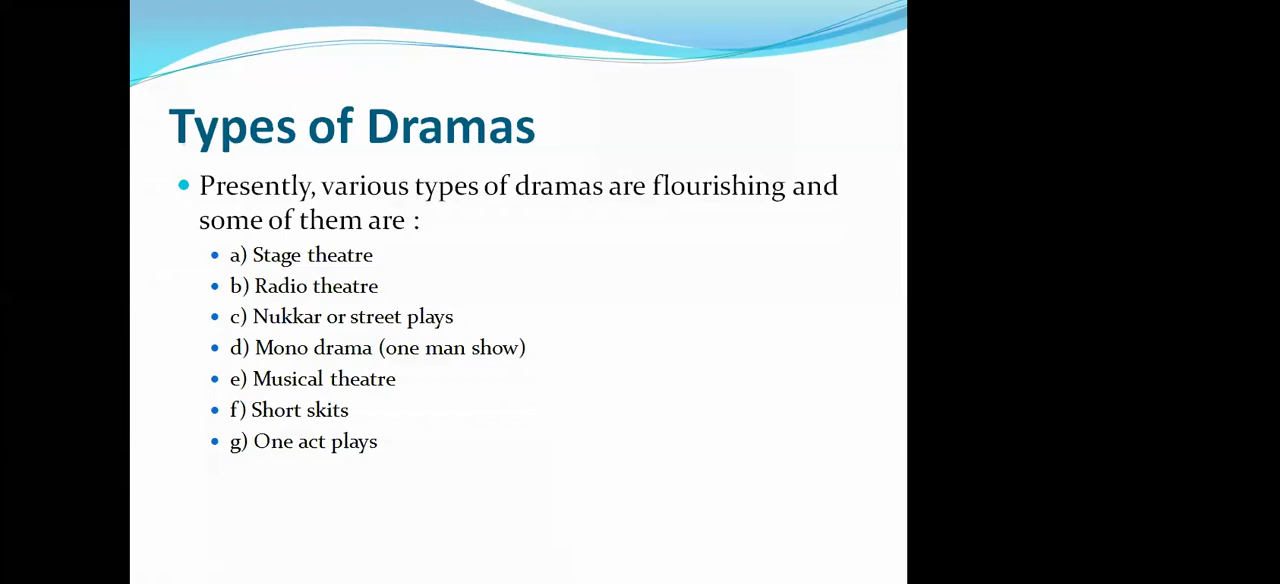 Types of Dramas
Presently, various types of dramas are flourishing and
some of them are :
a) Stage theatre
b) Radio theatre
c) Nukkar or street plays
d) Mono drama (one man show)
e) Musical theatre
f) Short skits
g) One act plays